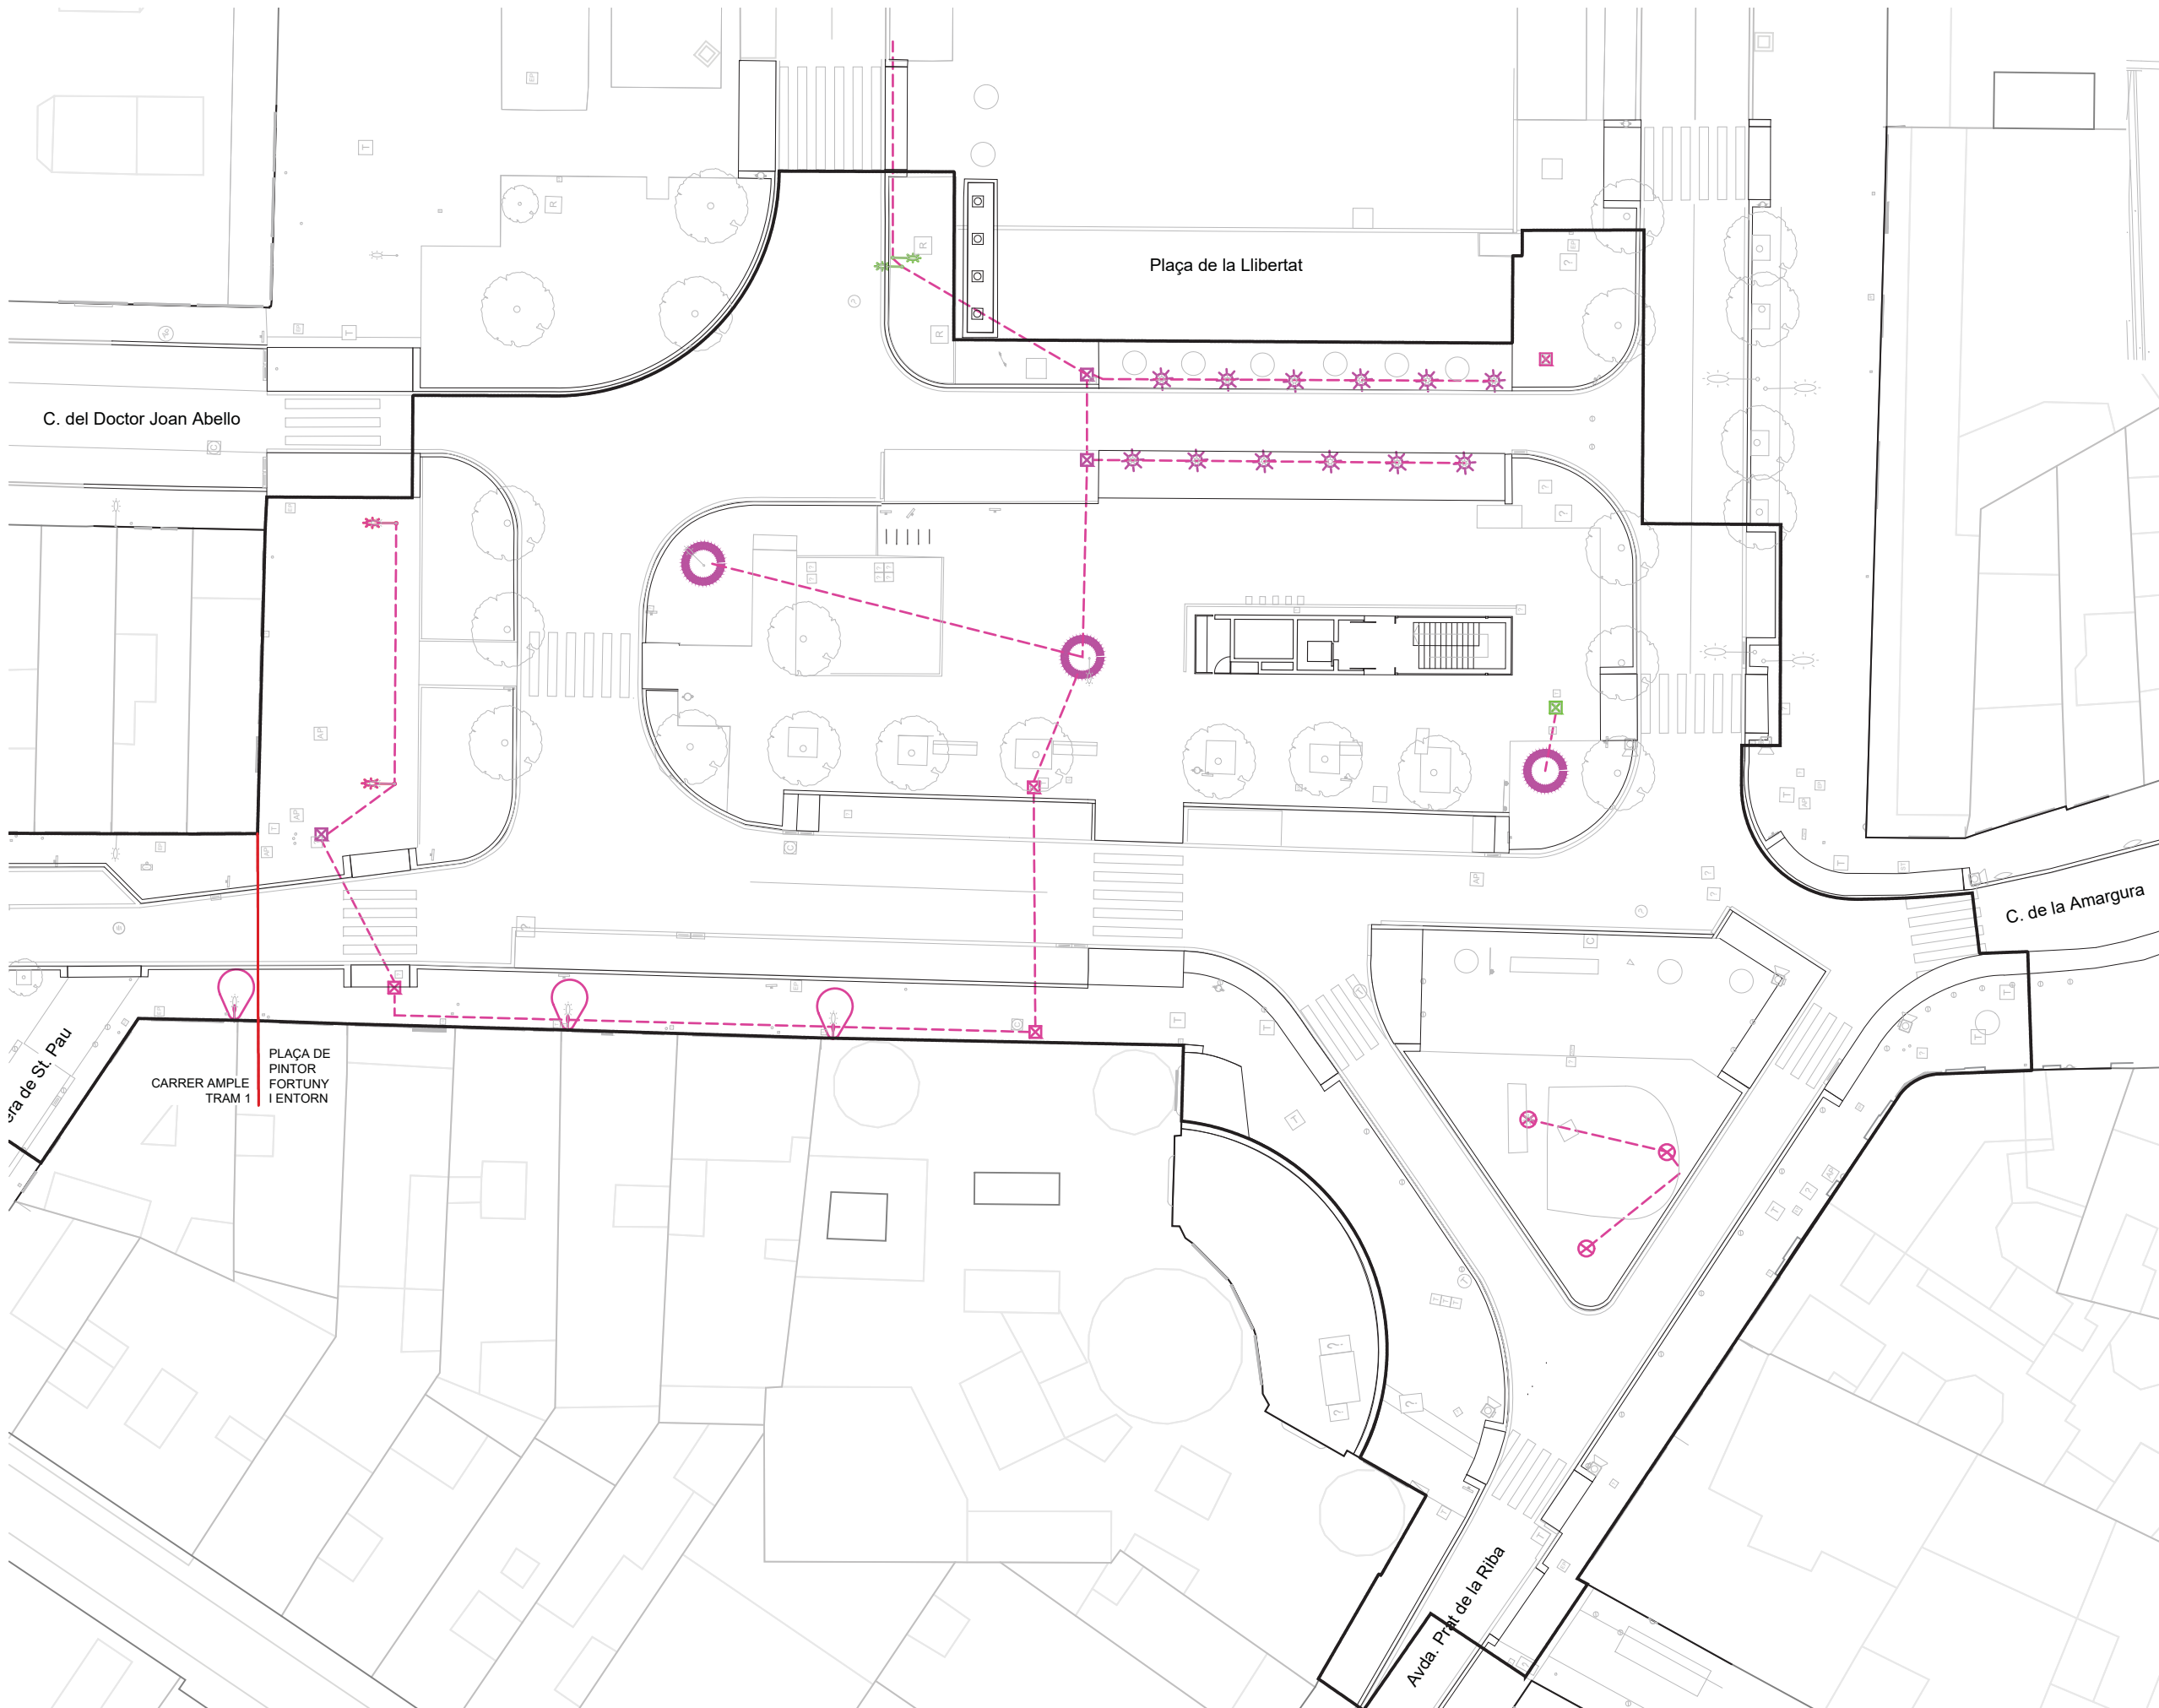 Plaça de la Llibertat
C. del Doctor Joan Abello
C. de la Amargura
era de St. Pau
PLAÇA DE
PINTOR
FORTUNY
I ENTORN
CARRER AMPLE
TRAM 1
Avda. Prat de la Riba